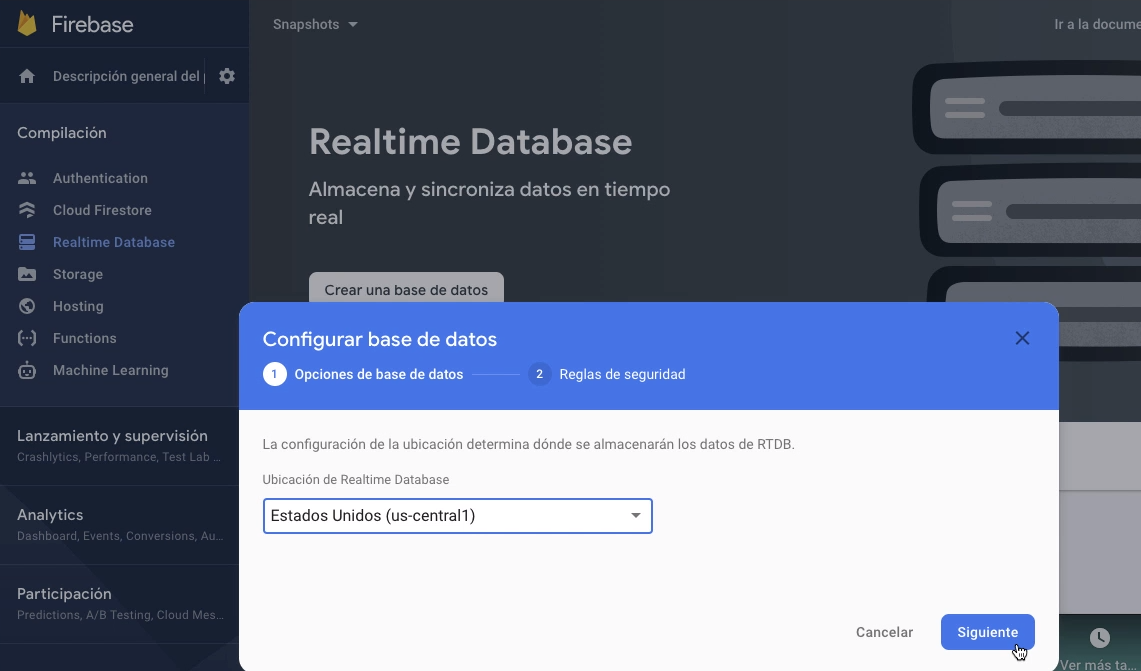 Firebase
Snapshots
Ir a la docume
Descripción general del
Compilación
Authentication
Cloud Firestore
Realtime Database
Storage
Hosting
Functions
Machine Learning
Lanzamiento y supervisión
Crashlytics, Performance, Test Lab ...
Analytics
Dashboard, Events, Conversions, Au...
Participación
Predictions, A/B Testing, Cloud Mes...
Realtime Database
Almacena y sincroniza datos en tiempo
real
Crear una base de datos
Configurar base de datos
1 Opciones de base de datos 2 Reglas de seguridad
La configuración de la ubicación determina dónde se almacenarán los datos de RTDB.
Ubicación de Realtime Database
Estados Unidos (us-central1)
Cancelar Siguiente
Ver más ta...